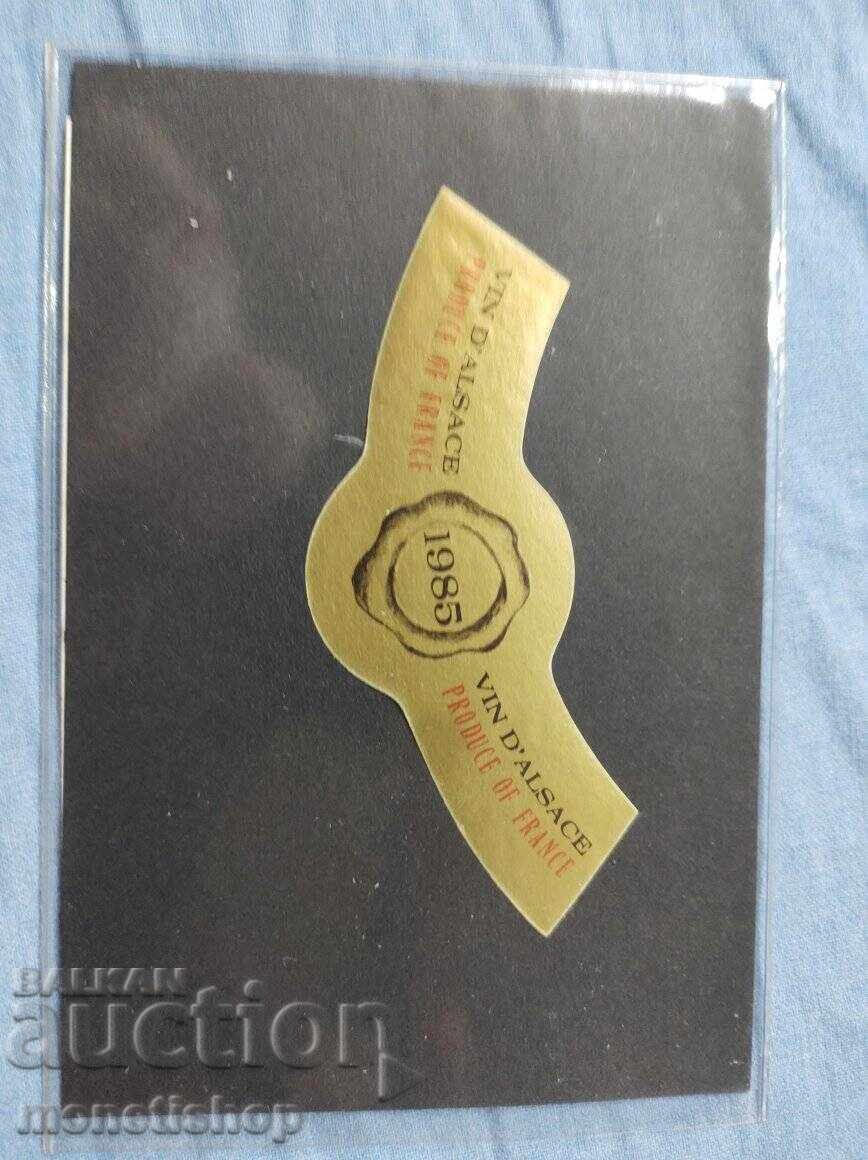 VIN D'ALSACE
PRODUCE OF FRANCE
1985
VIN D'ALSACE
PRODUCE OF FRANCE
BALKAN
auction
monetishop